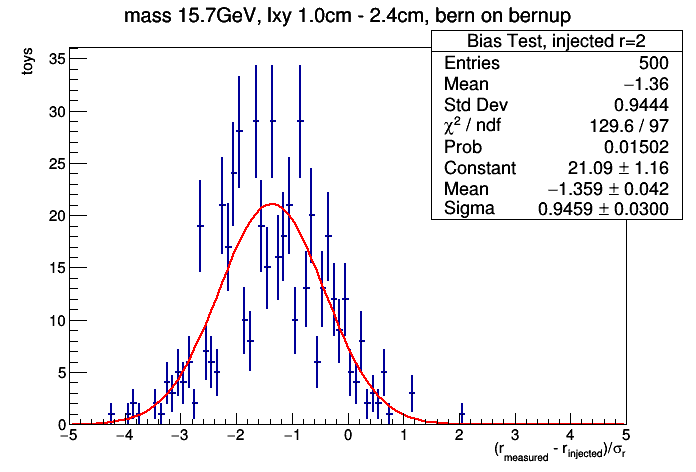 mass 15.7GeV, lxy 1.0cm - 2.4cm, bern on bernup
Bias Test, injected r=2
Entries 500
Mean −1.36
Std Dev 0.9444
χ² / ndf 129.6 / 97
Prob 0.01502
Constant 21.09 ± 1.16
Mean −1.359 ± 0.042
Sigma 0.9459 ± 0.0300
toys
35
30
25
20
15
10
5
0
−5 −4 −3 −2 −1 0 1 2 3 4 5
(r_measured - r_injected)/σ_r